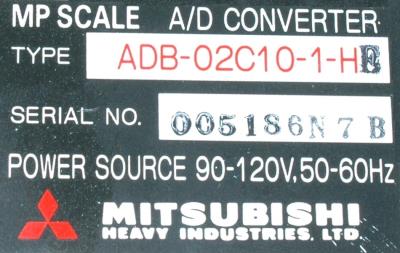 MP SCALE A/D CONVERTER
TYPE ADB-02C10-1-HE
SERIAL NO. 005186N7B
POWER SOURCE 90-120V,50-60Hz
MITSUBISHI
HEAVY INDUSTRIES, LTD.